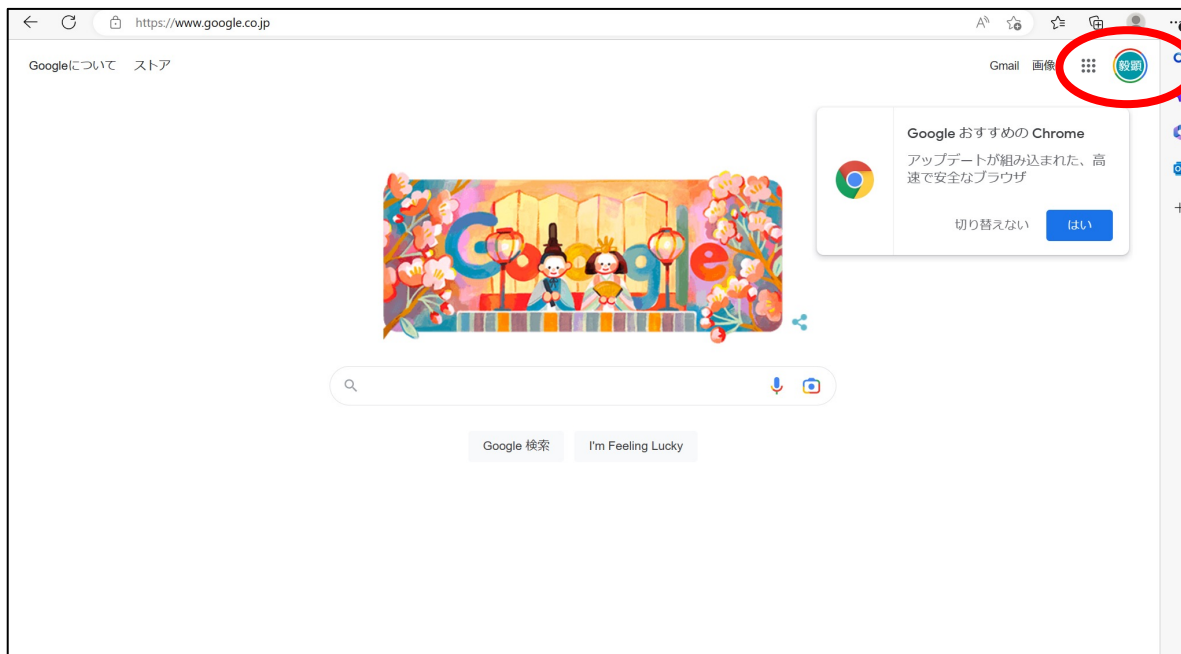 https://www.google.co.jp
Googleについて ストア
Gmail 画像 毅顕
Google おすすめの Chrome
アップデートが組み込まれた、高
速で安全なブラウザ
切り替えない はい
Google
Google 検索 I'm Feeling Lucky